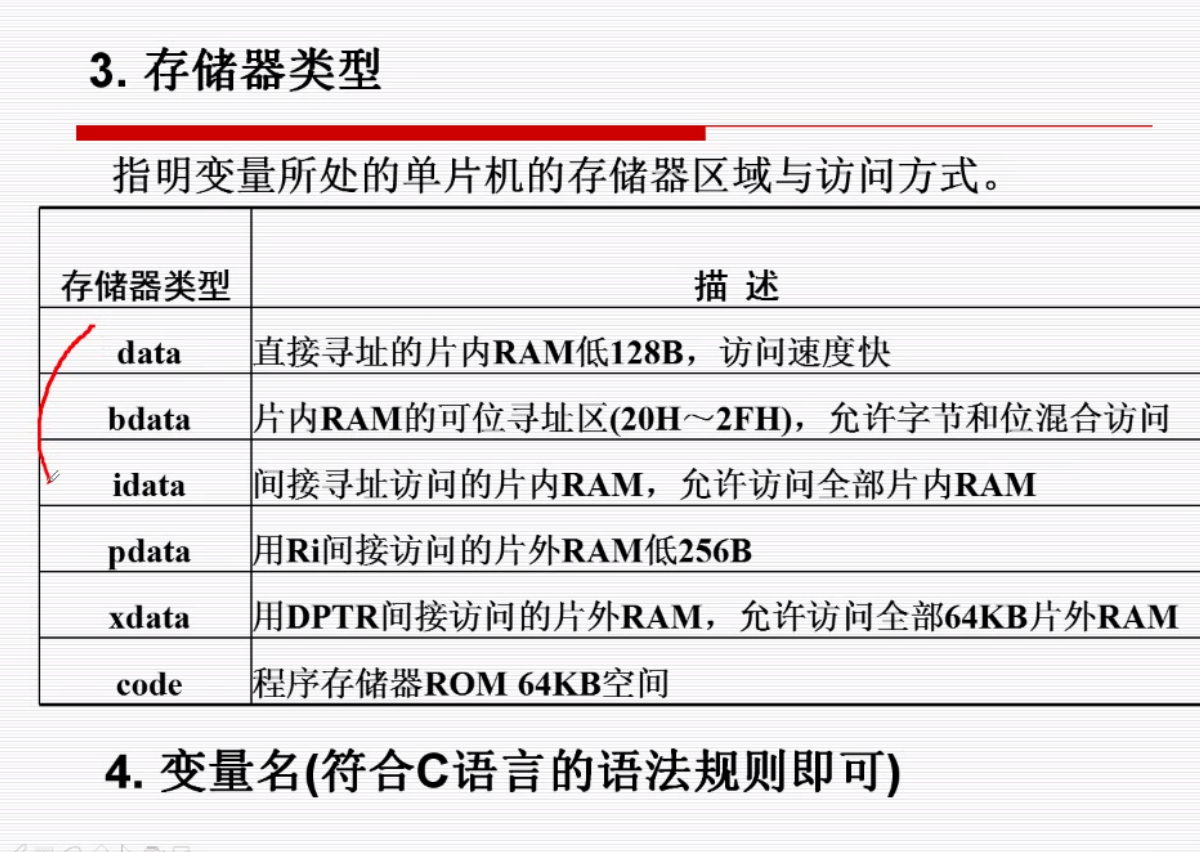 3. 存储器类型
指明变量所处的单片机的存储器区域与访问方式。
存储器类型 描 述
data 直接寻址的片内RAM低128B，访问速度快
bdata 片内RAM的可位寻址区(20H～2FH)，允许字节和位混合访问
idata 间接寻址访问的片内RAM，允许访问全部片内RAM
pdata 用Ri间接访问的片外RAM低256B
xdata 用DPTR间接访问的片外RAM，允许访问全部64KB片外RAM
code 程序存储器ROM 64KB空间
4. 变量名(符合C语言的语法规则即可)